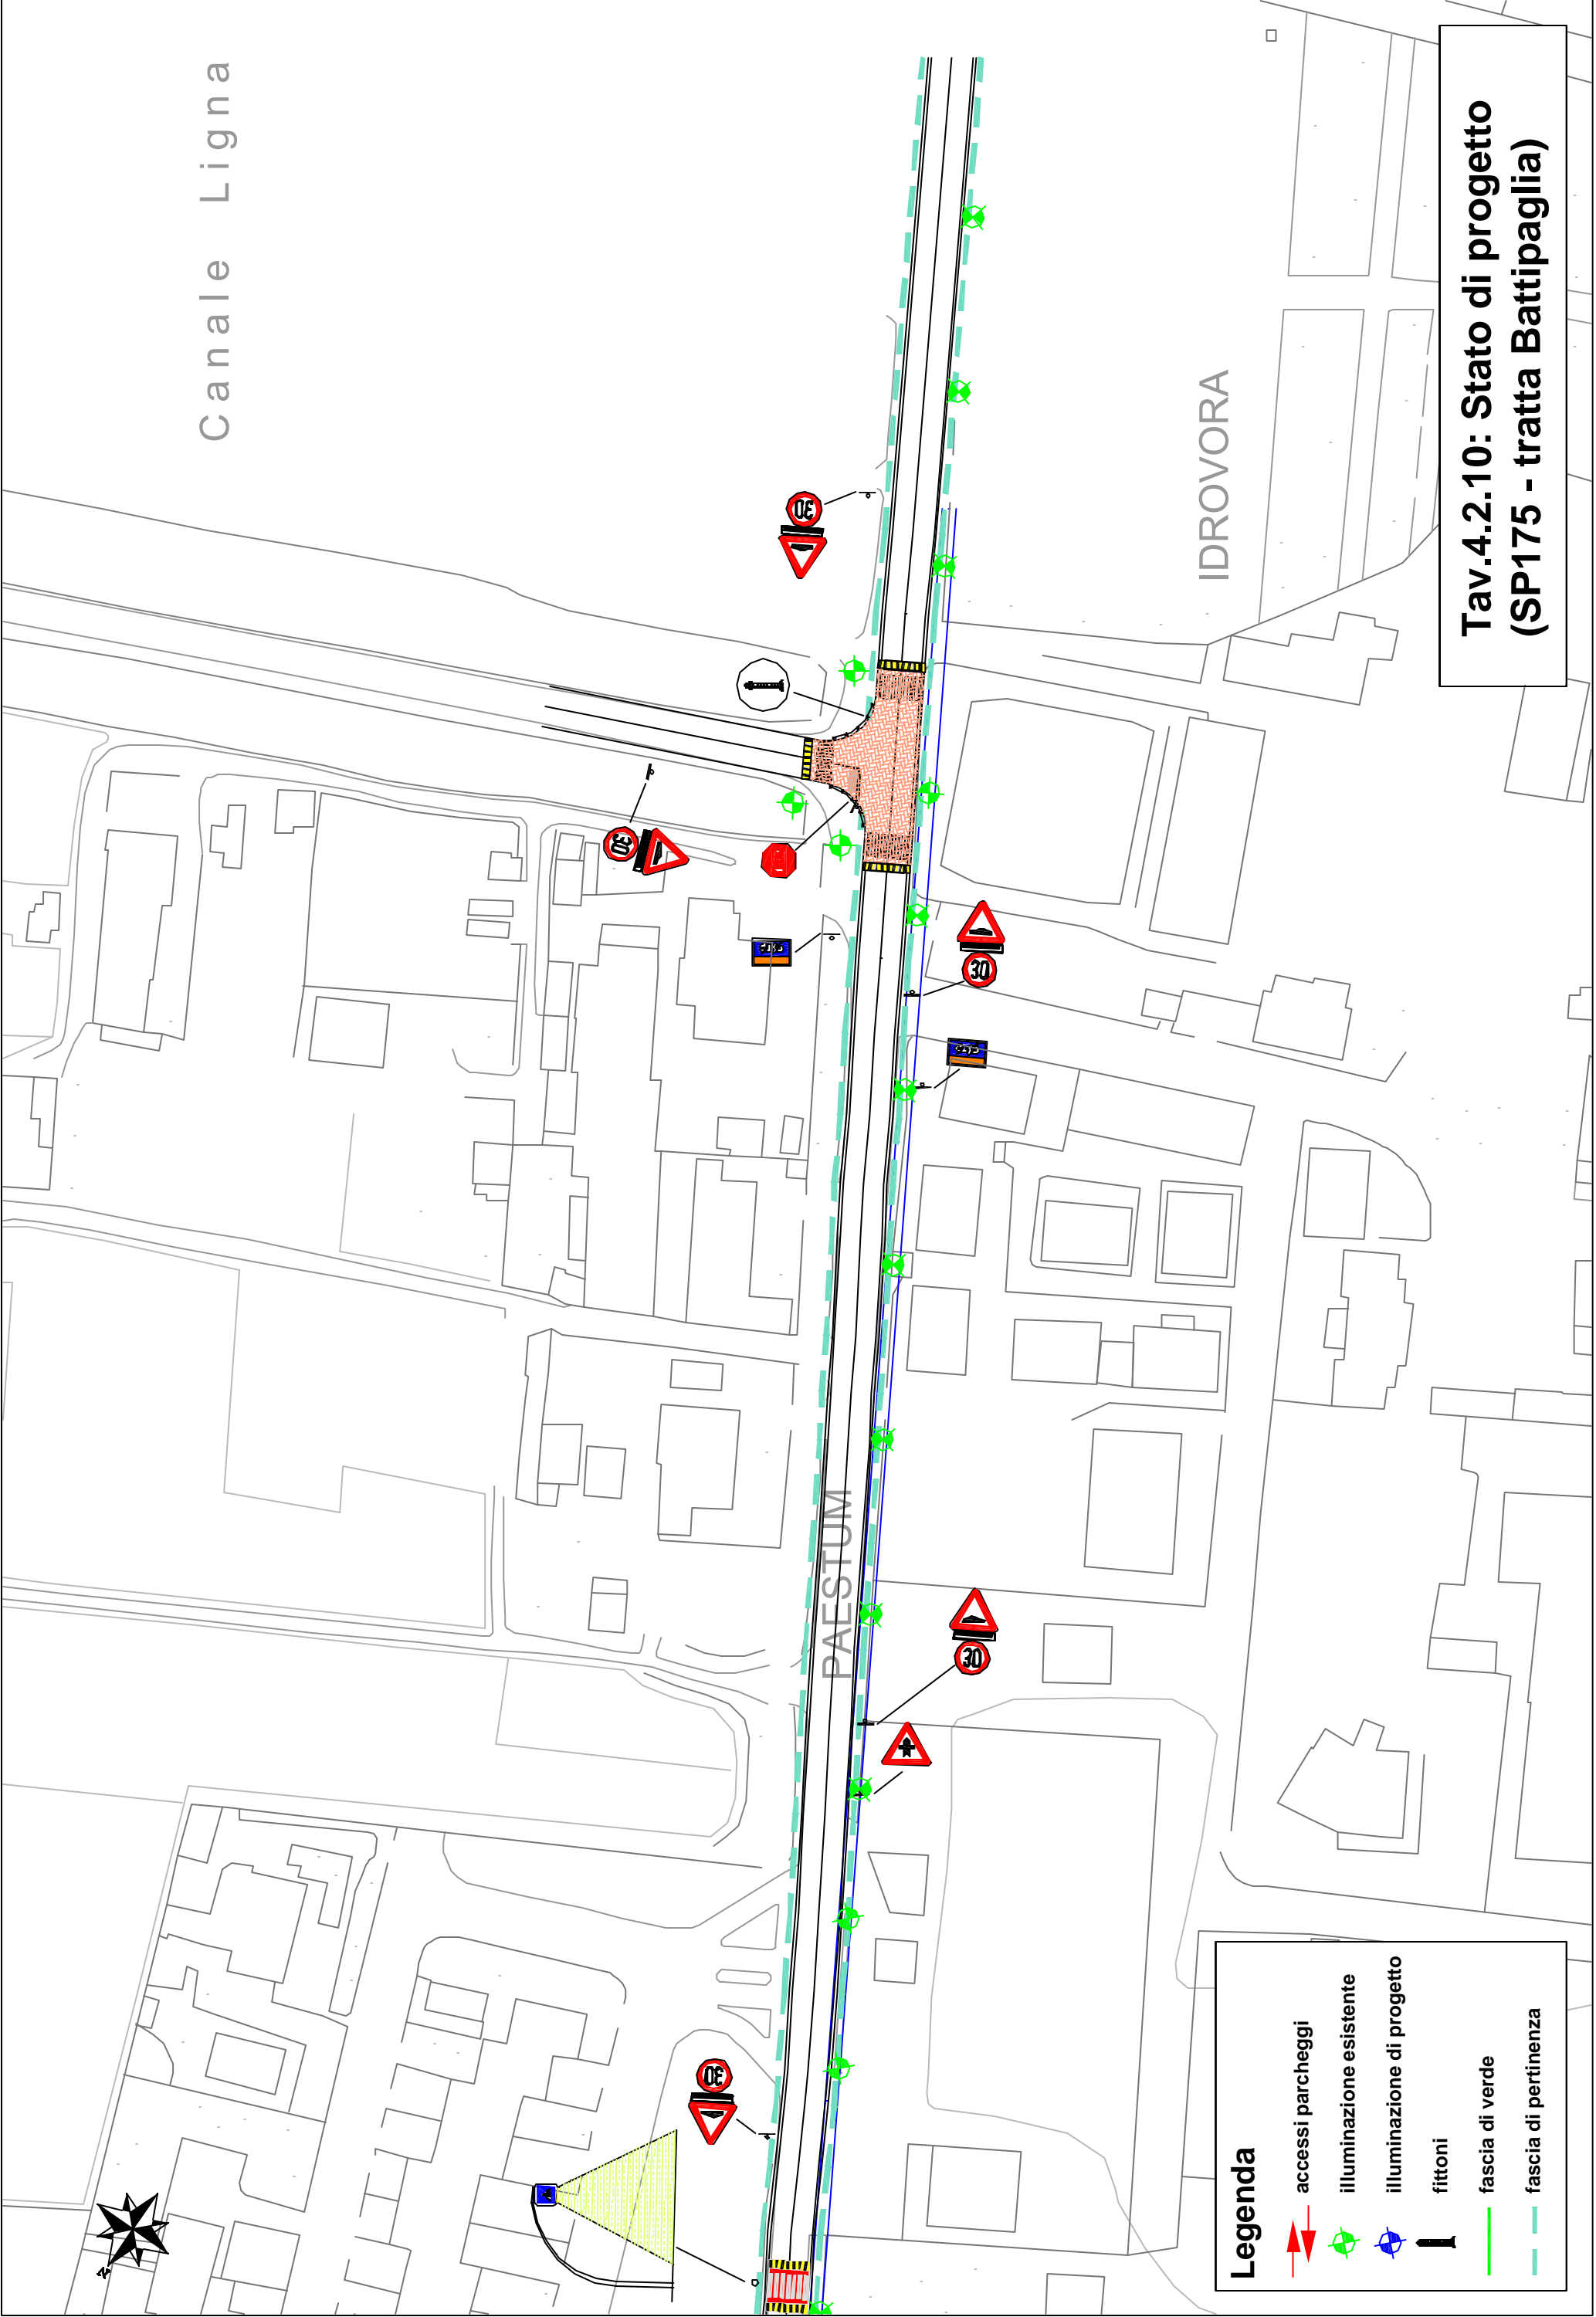 Canale Ligna
IDROVORA
PAESTUM
30
30
30
30
30
N
Tav.4.2.10: Stato di progetto
(SP175 - tratta Battipaglia)
Legenda
accessi parcheggi
illuminazione esistente
illuminazione di progetto
fittoni
fascia di verde
fascia di pertinenza